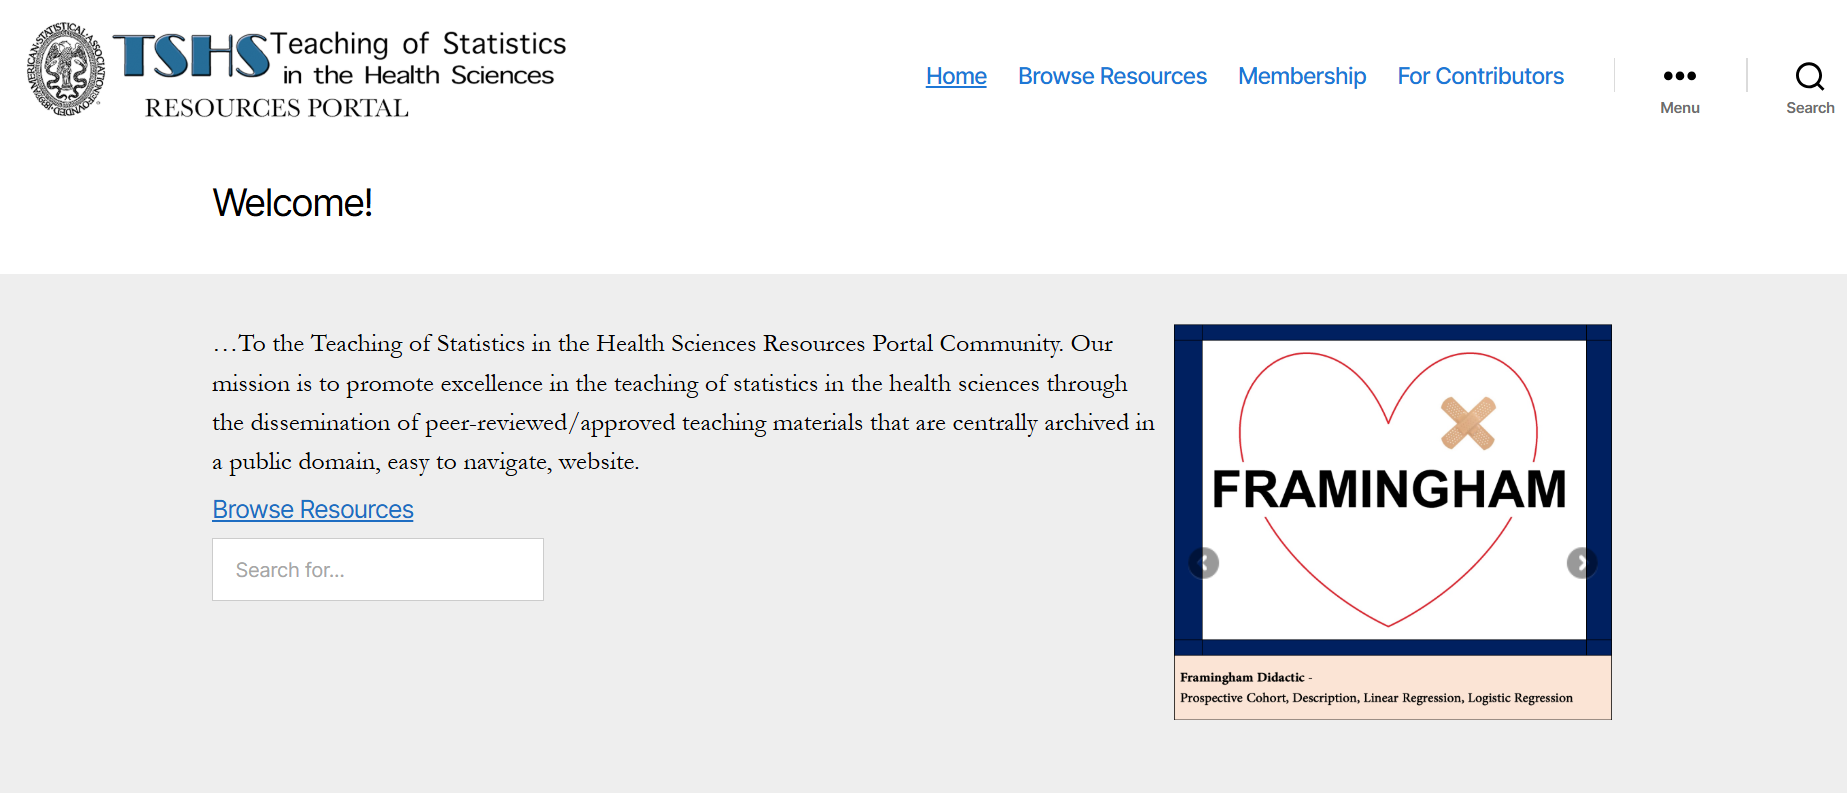 AMERICAN·STATISTICAL·ASSOCIATION·FOUNDED·1839
TSHS Teaching of Statistics
in the Health Sciences
RESOURCES PORTAL
Home Browse Resources Membership For Contributors
Menu
Search
Welcome!
…To the Teaching of Statistics in the Health Sciences Resources Portal Community. Our
mission is to promote excellence in the teaching of statistics in the health sciences through
the dissemination of peer-reviewed/approved teaching materials that are centrally archived in
a public domain, easy to navigate, website.
Browse Resources
Search for...
FRAMINGHAM
Framingham Didactic -
Prospective Cohort, Description, Linear Regression, Logistic Regression